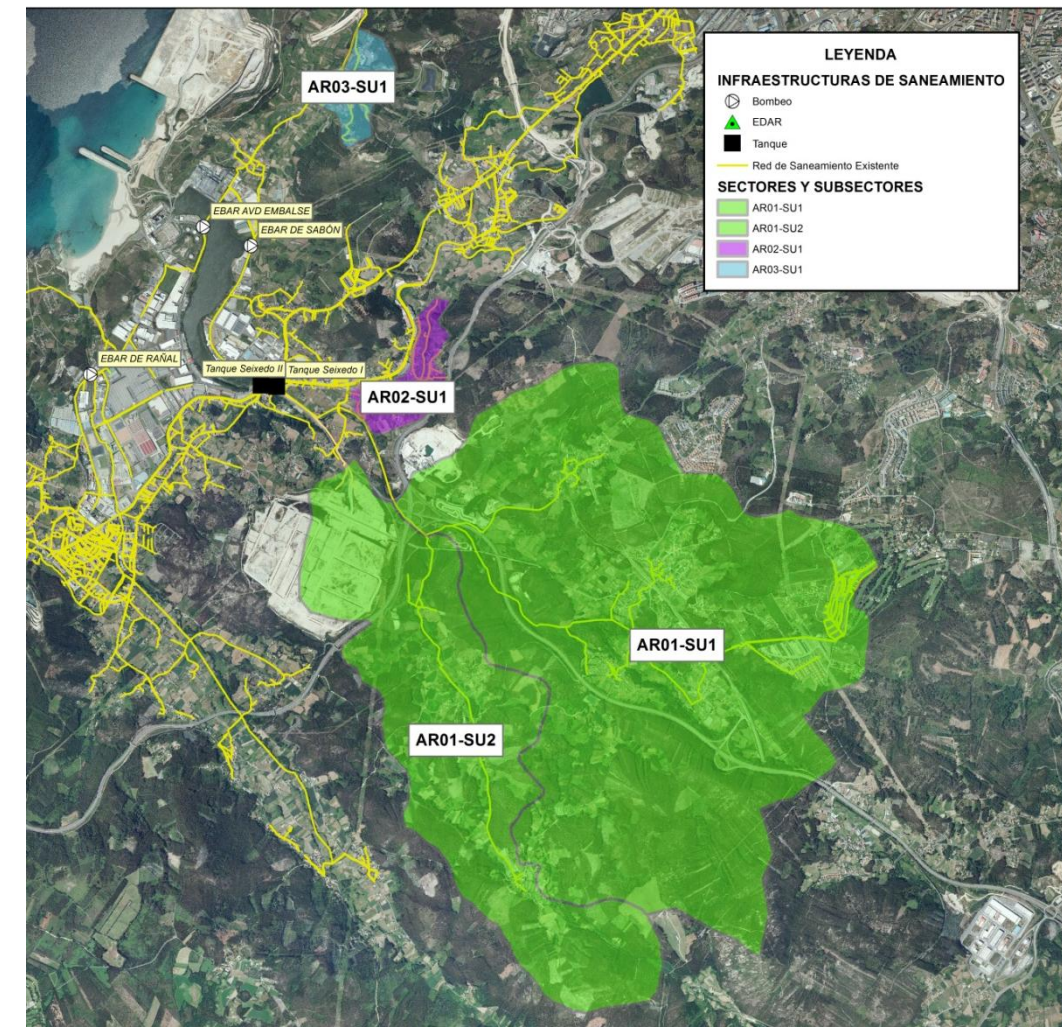 LEYENDA
INFRAESTRUCTURAS DE SANEAMIENTO
Bombeo
EDAR
Tanque
Red de Saneamiento Existente
SECTORES Y SUBSECTORES
AR01-SU1
AR01-SU2
AR02-SU1
AR03-SU1
AR03-SU1
EBAR AVD EMBALSE
EBAR DE SABÓN
EBAR DE RAÑAL
Tanque Seixedo II
Tanque Seixedo I
AR02-SU1
AR01-SU1
AR01-SU2